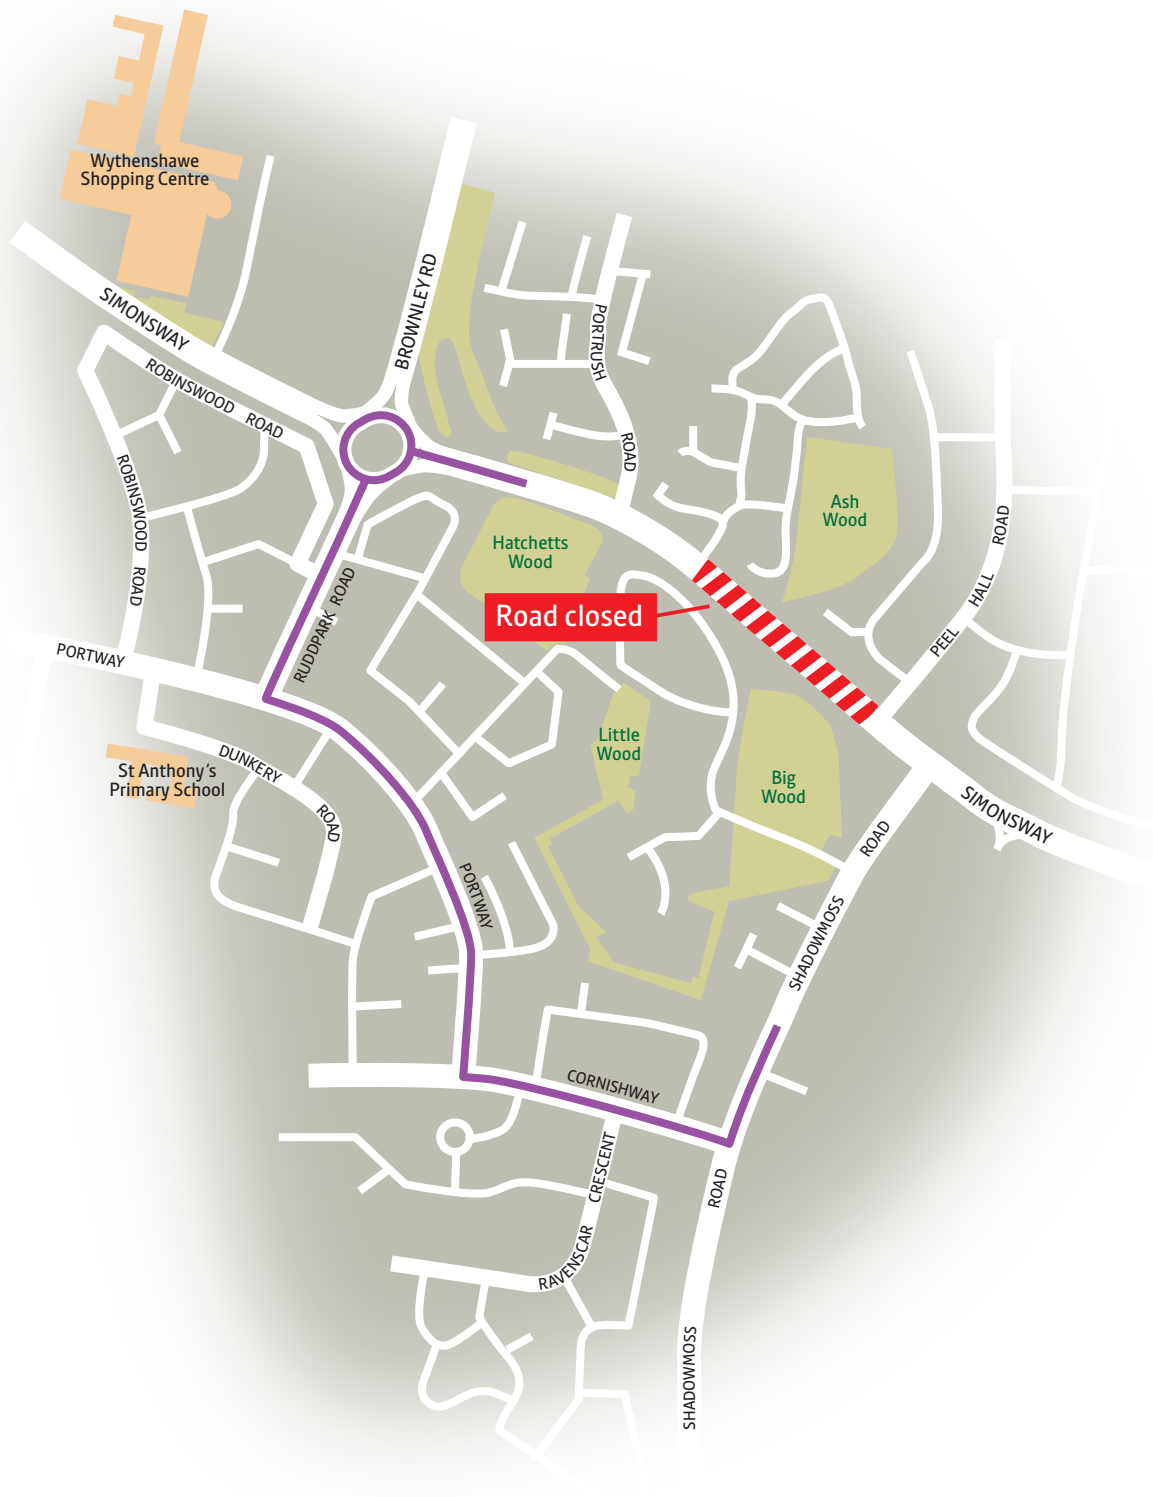 Wythenshawe
Shopping Centre
SIMONSWAY
BROWNLEY RD
PORTRUSH
ROAD
ROBINSWOOD ROAD
ROBINSWOOD ROAD
Ash
Wood
Hatchetts
Wood
PEEL HALL ROAD
Road closed
RUDDPARK ROAD
PORTWAY
Little
Wood
Big
Wood
St Anthony's
Primary School
DUNKERY
ROAD
SIMONSWAY
PORTWAY
SHADOWMOSS ROAD
CORNISHWAY
RAVENSCAR CRESCENT
SHADOWMOSS ROAD